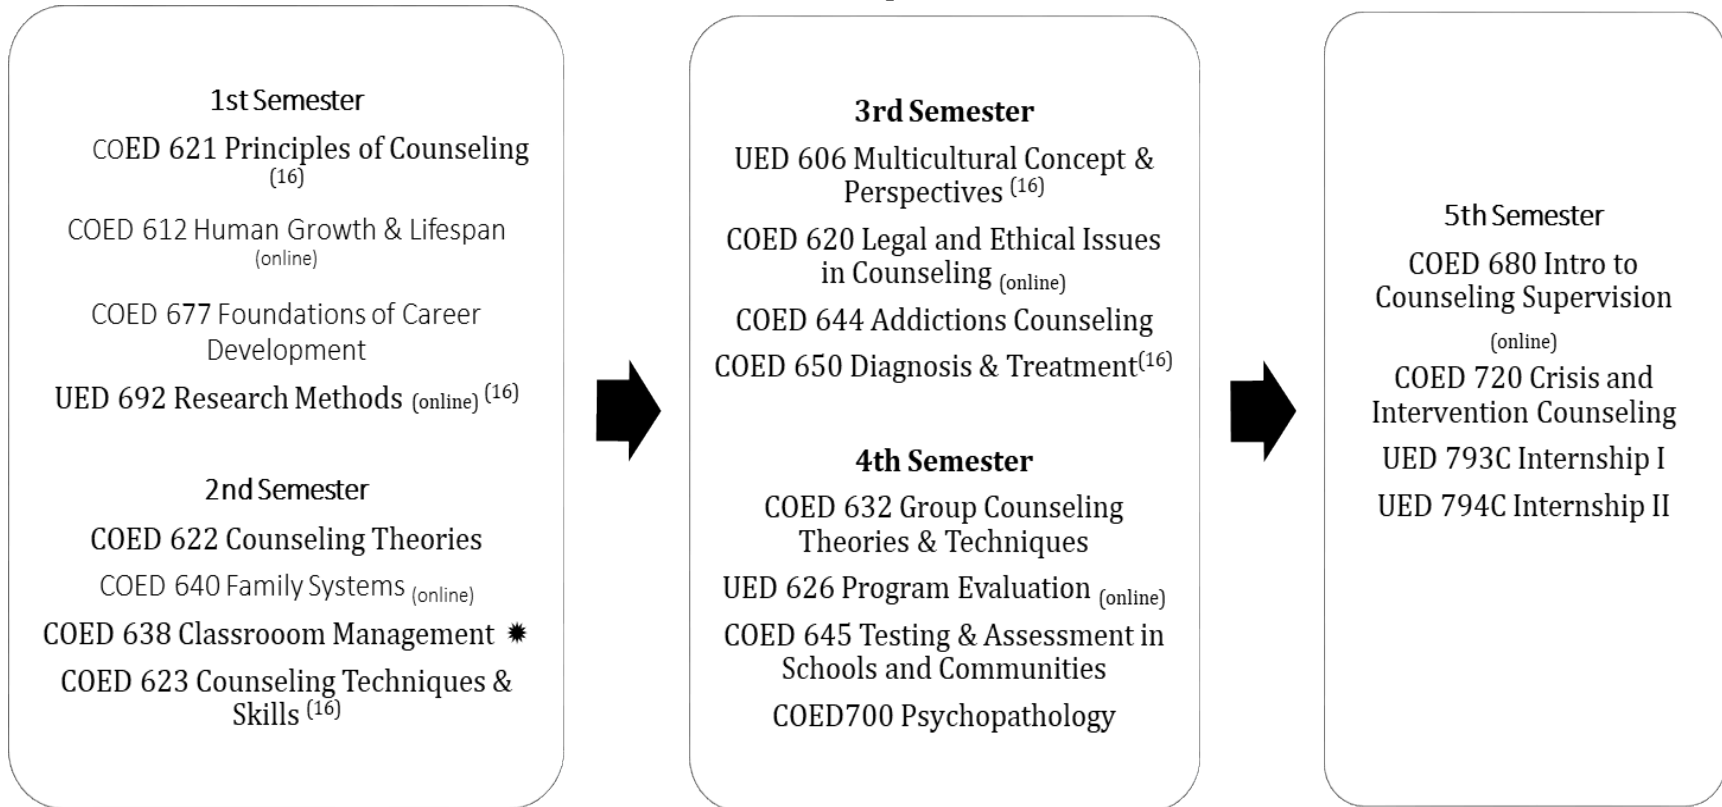 1st Semester
COED 621 Principles of Counseling
(16)
COED 612 Human Growth & Lifespan
(online)
COED 677 Foundations of Career
Development
UED 692 Research Methods (online) (16)
2nd Semester
COED 622 Counseling Theories
COED 640 Family Systems (online)
COED 638 Classrooom Management ✹
COED 623 Counseling Techniques &
Skills (16)
3rd Semester
UED 606 Multicultural Concept &
Perspectives (16)
COED 620 Legal and Ethical Issues
in Counseling (online)
COED 644 Addictions Counseling
COED 650 Diagnosis & Treatment(16)
4th Semester
COED 632 Group Counseling
Theories & Techniques
UED 626 Program Evaluation (online)
COED 645 Testing & Assessment in
Schools and Communities
COED700 Psychopathology
5th Semester
COED 680 Intro to
Counseling Supervision
(online)
COED 720 Crisis and
Intervention Counseling
UED 793C Internship I
UED 794C Internship II